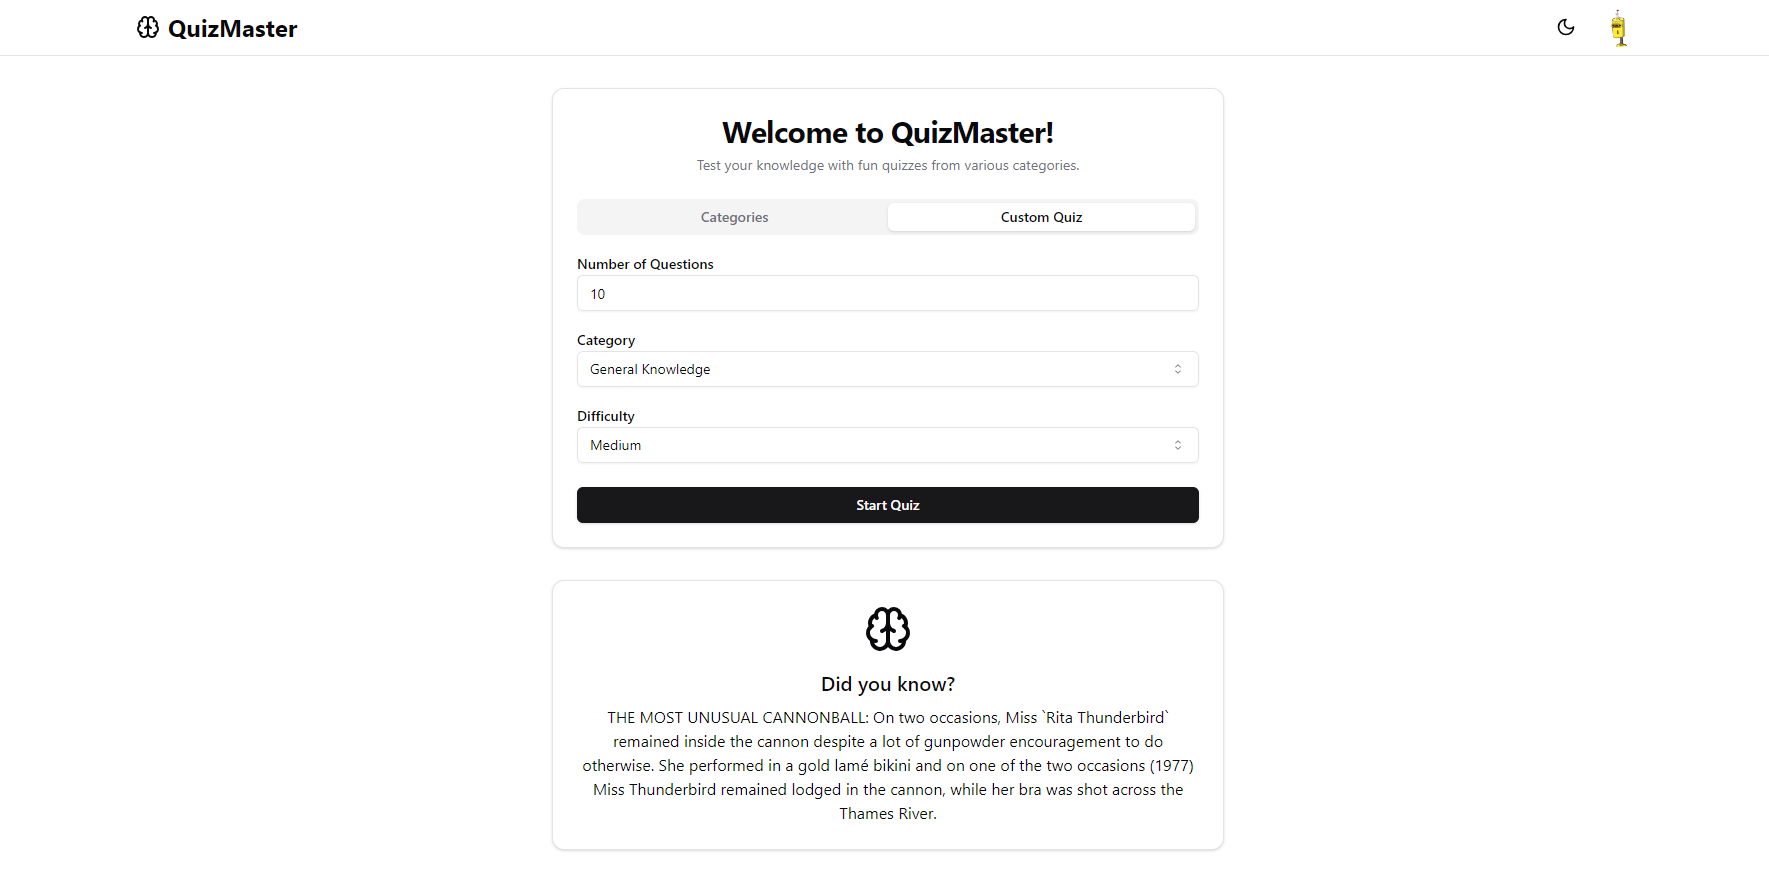 QuizMaster
Welcome to QuizMaster!
Test your knowledge with fun quizzes from various categories.
Categories
Custom Quiz
Number of Questions
10
Category
General Knowledge
Difficulty
Medium
Start Quiz
Did you know?
THE MOST UNUSUAL CANNONBALL: On two occasions, Miss `Rita Thunderbird`
remained inside the cannon despite a lot of gunpowder encouragement to do
otherwise. She performed in a gold lamé bikini and on one of the two occasions (1977)
Miss Thunderbird remained lodged in the cannon, while her bra was shot across the
Thames River.